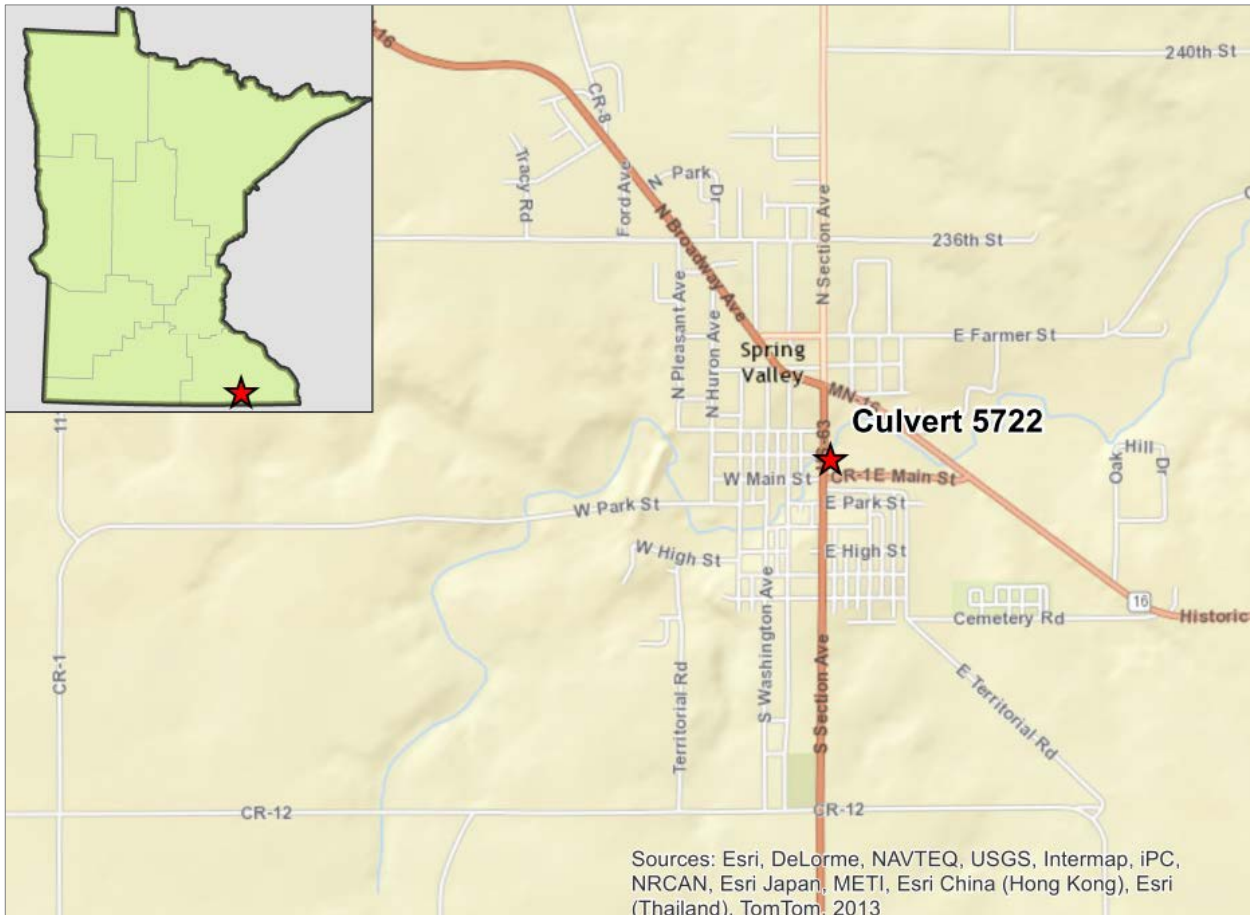 -16
240th St
CR-8
Tracy Rd
Ford Ave
N Park Dr
N Broadway Ave
N Section Ave
236th St
N Pleasant Ave
N Huron Ave
E Farmer St
Spring
Valley
MN-16
Culvert 5722
-63
Oak Hill Dr
W Main St
CR-1
E Main St
W Park St
E Park St
W High St
E High St
16
Historic
Cemetery Rd
CR-1
Territorial Rd
S Washington Ave
S Section Ave
E Territorial Rd
CR-12
CR-12
Sources: Esri, DeLorme, NAVTEQ, USGS, Intermap, iPC,
NRCAN, Esri Japan, METI, Esri China (Hong Kong), Esri
(Thailand), TomTom, 2013